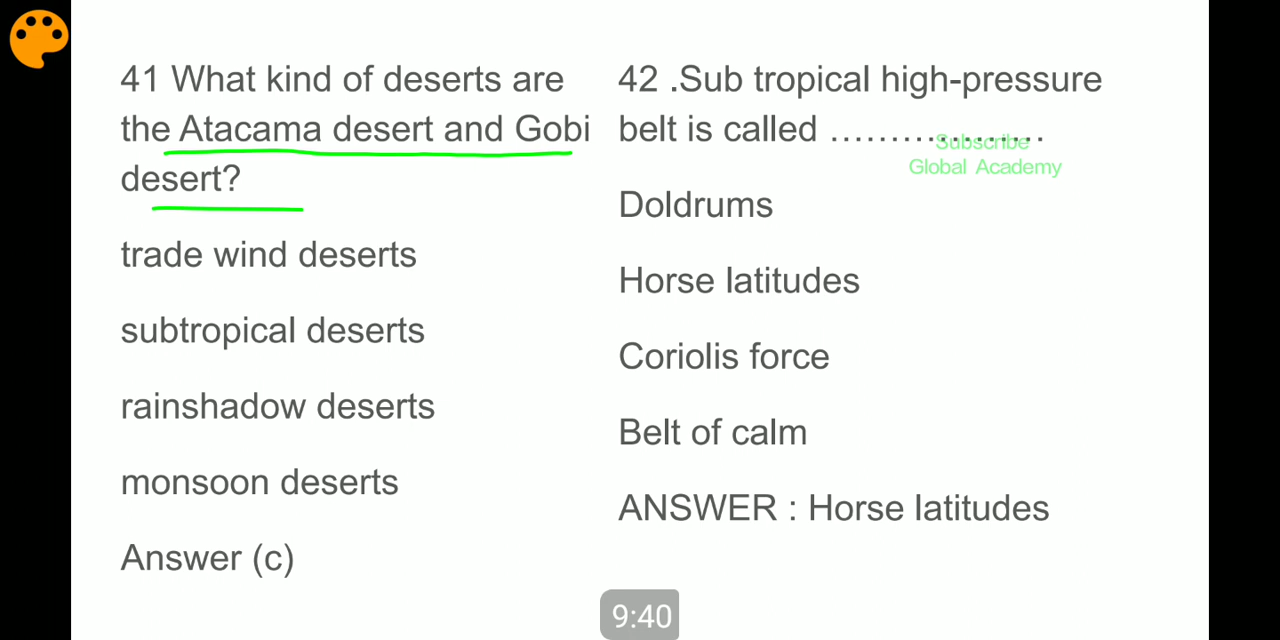 41 What kind of deserts are
the Atacama desert and Gobi
desert?
trade wind deserts
subtropical deserts
rainshadow deserts
monsoon deserts
Answer (c)
42 .Sub tropical high-pressure
belt is called ..................
Subscribe
Global Academy
Doldrums
Horse latitudes
Coriolis force
Belt of calm
ANSWER : Horse latitudes
9:40